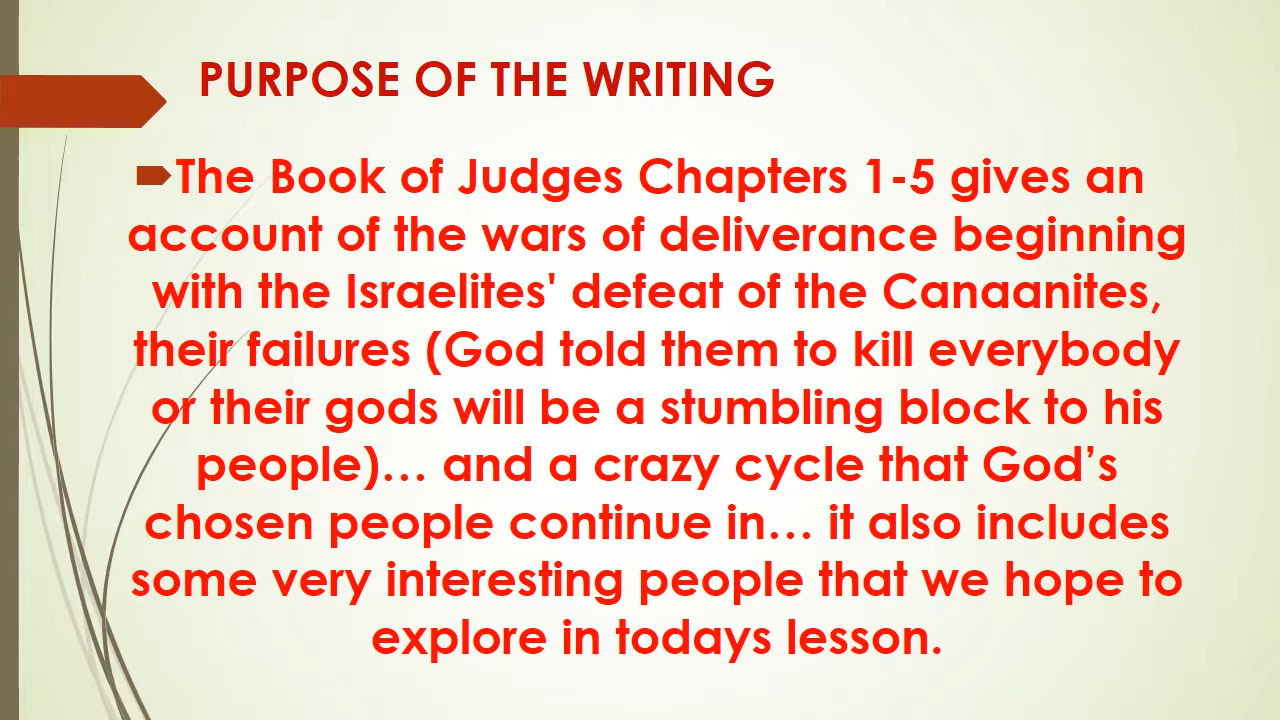 PURPOSE OF THE WRITING
The Book of Judges Chapters 1-5 gives an
account of the wars of deliverance beginning
with the Israelites' defeat of the Canaanites,
their failures (God told them to kill everybody
or their gods will be a stumbling block to his
people)… and a crazy cycle that God’s
chosen people continue in… it also includes
some very interesting people that we hope to
explore in todays lesson.